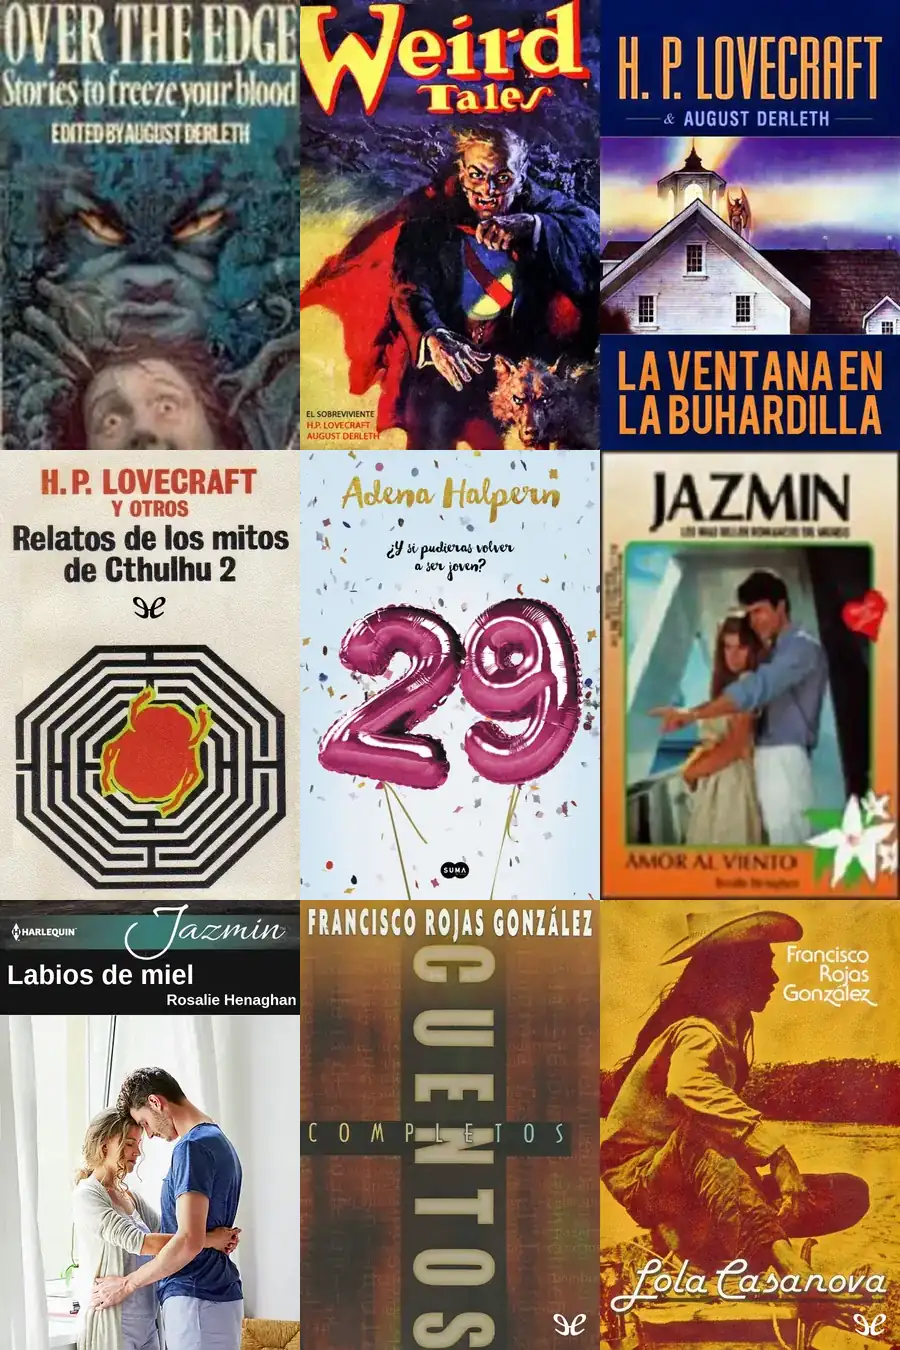 OVER THE EDGE
Stories to freeze your blood
EDITED BY AUGUST DERLETH
Weird
Tales
EL SOBREVIVIENTE
H.P. LOVECRAFT
AUGUST DERLETH
H. P. LOVECRAFT
& AUGUST DERLETH
LA VENTANA EN
LA BUHARDILLA
H. P. LOVECRAFT
Y OTROS
Relatos de los mitos
de Cthulhu 2
Adena Halpern
¿Y si pudieras volver
a ser joven?
29
SUMA
JAZMIN
AMOR AL VIENTO
Rosalie Henaghan
HARLEQUIN
Jazmín
Labios de miel
Rosalie Henaghan
FRANCISCO ROJAS GONZÁLEZ
CUENTOS
COMPLETOS
Francisco
Rojas
González
Lola Casanova